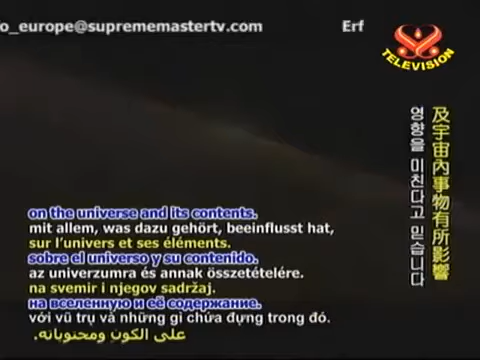 o_europe@suprememastertv.com
Erf
TELEVISION
及宇宙內事物有所影響
영향을 미친다고 믿습니다
on the universe and its contents.
mit allem, was dazu gehört, beeinflusst hat,
sur l'univers et ses éléments.
sobre el universo y su contenido.
az univerzumra és annak összetételére.
na svemir i njegov sadržaj.
на вселенную и её содержание.
với vũ trụ và những gì chứa đựng trong đó.
على الكون ومحتوياته.